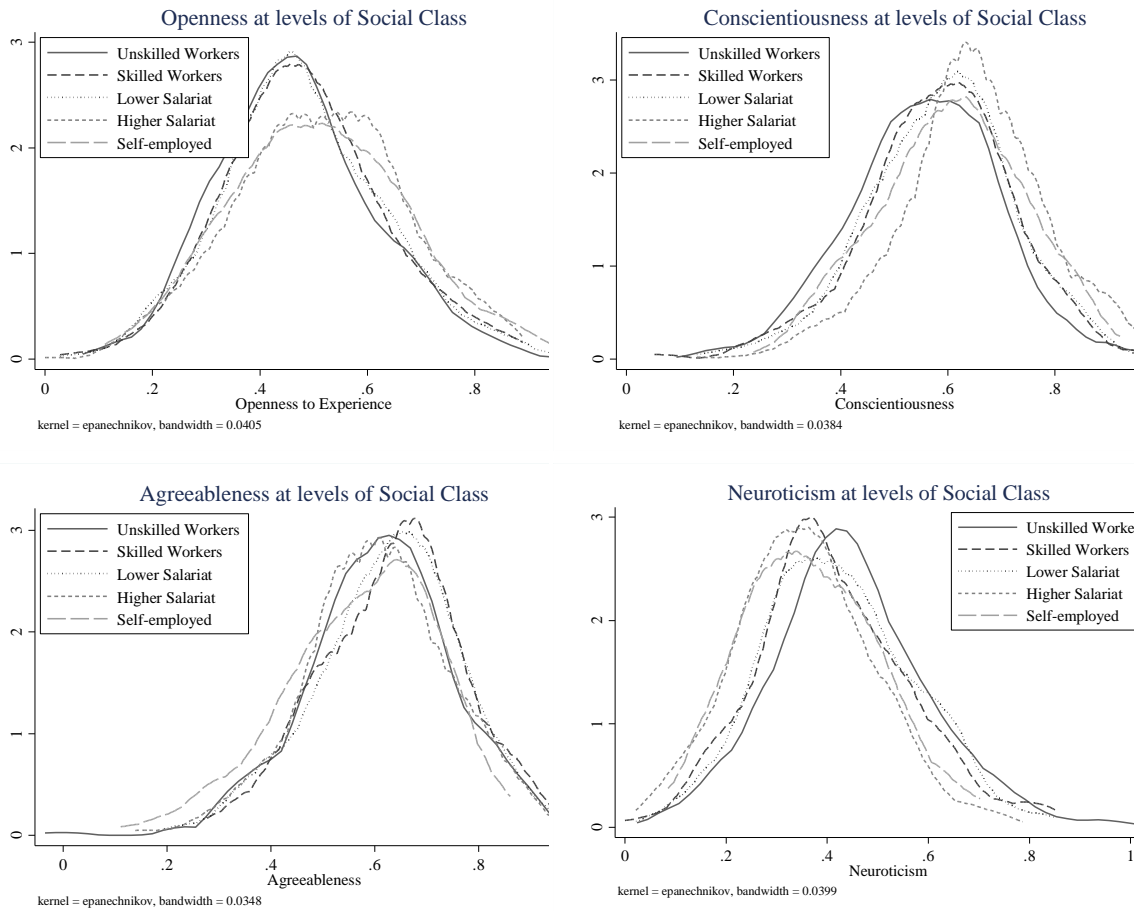 Openness at levels of Social Class
3
2
1
0
Unskilled Workers
Skilled Workers
Lower Salariat
Higher Salariat
Self-employed
0 .2 .4 .6 .8
Openness to Experience
kernel = epanechnikov, bandwidth = 0.0405
Conscientiousness at levels of Social Class
3
2
1
0
Unskilled Workers
Skilled Workers
Lower Salariat
Higher Salariat
Self-employed
0 .2 .4 .6 .8
Conscientiousness
kernel = epanechnikov, bandwidth = 0.0384
Agreeableness at levels of Social Class
3
2
1
0
Unskilled Workers
Skilled Workers
Lower Salariat
Higher Salariat
Self-employed
0 .2 .4 .6 .8
Agreeableness
kernel = epanechnikov, bandwidth = 0.0348
Neuroticism at levels of Social Class
3
2
1
0
Unskilled Worke
Skilled Workers
Lower Salariat
Higher Salariat
Self-employed
0 .2 .4 .6 .8 1
Neuroticism
kernel = epanechnikov, bandwidth = 0.0399